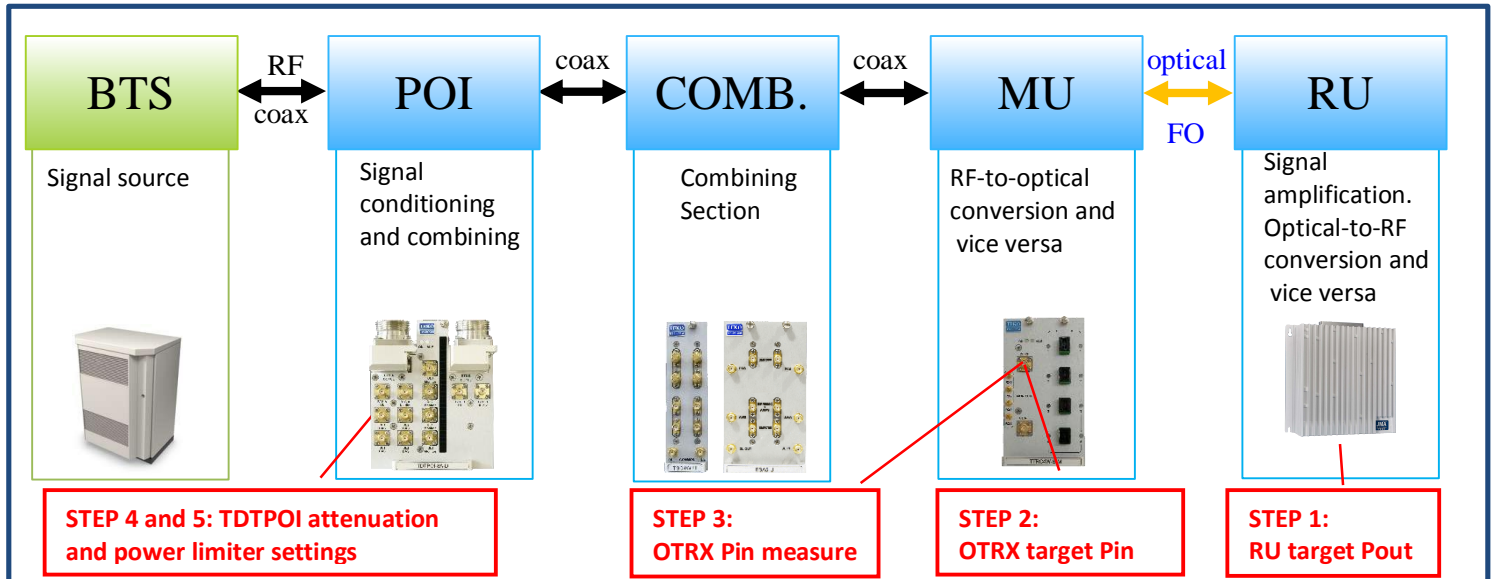 BTS
RF
coax
POI
coax
COMB.
coax
MU
optical
FO
RU
Signal source
Signal
conditioning
and combining
Combining
Section
RF-to-optical
conversion and
vice versa
Signal
amplification.
Optical-to-RF
conversion and
vice versa
STEP 4 and 5: TDTPOI attenuation
and power limiter settings
STEP 3:
OTRX Pin measure
STEP 2:
OTRX target Pin
STEP 1:
RU target Pout